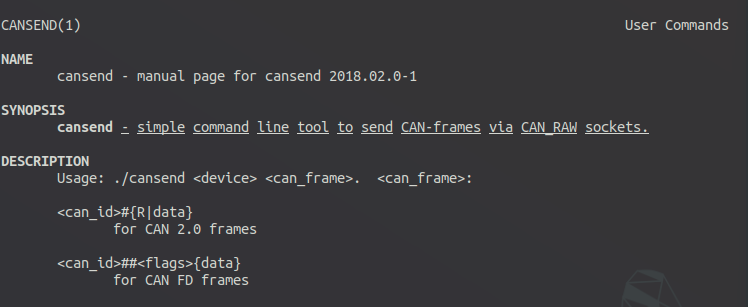 CANSEND(1) User Commands
NAME
cansend - manual page for cansend 2018.02.0-1
SYNOPSIS
cansend - simple command line tool to send CAN-frames via CAN_RAW sockets.
DESCRIPTION
Usage: ./cansend <device> <can_frame>. <can_frame>:
<can_id>#{R|data}
for CAN 2.0 frames
<can_id>##<flags>{data}
for CAN FD frames